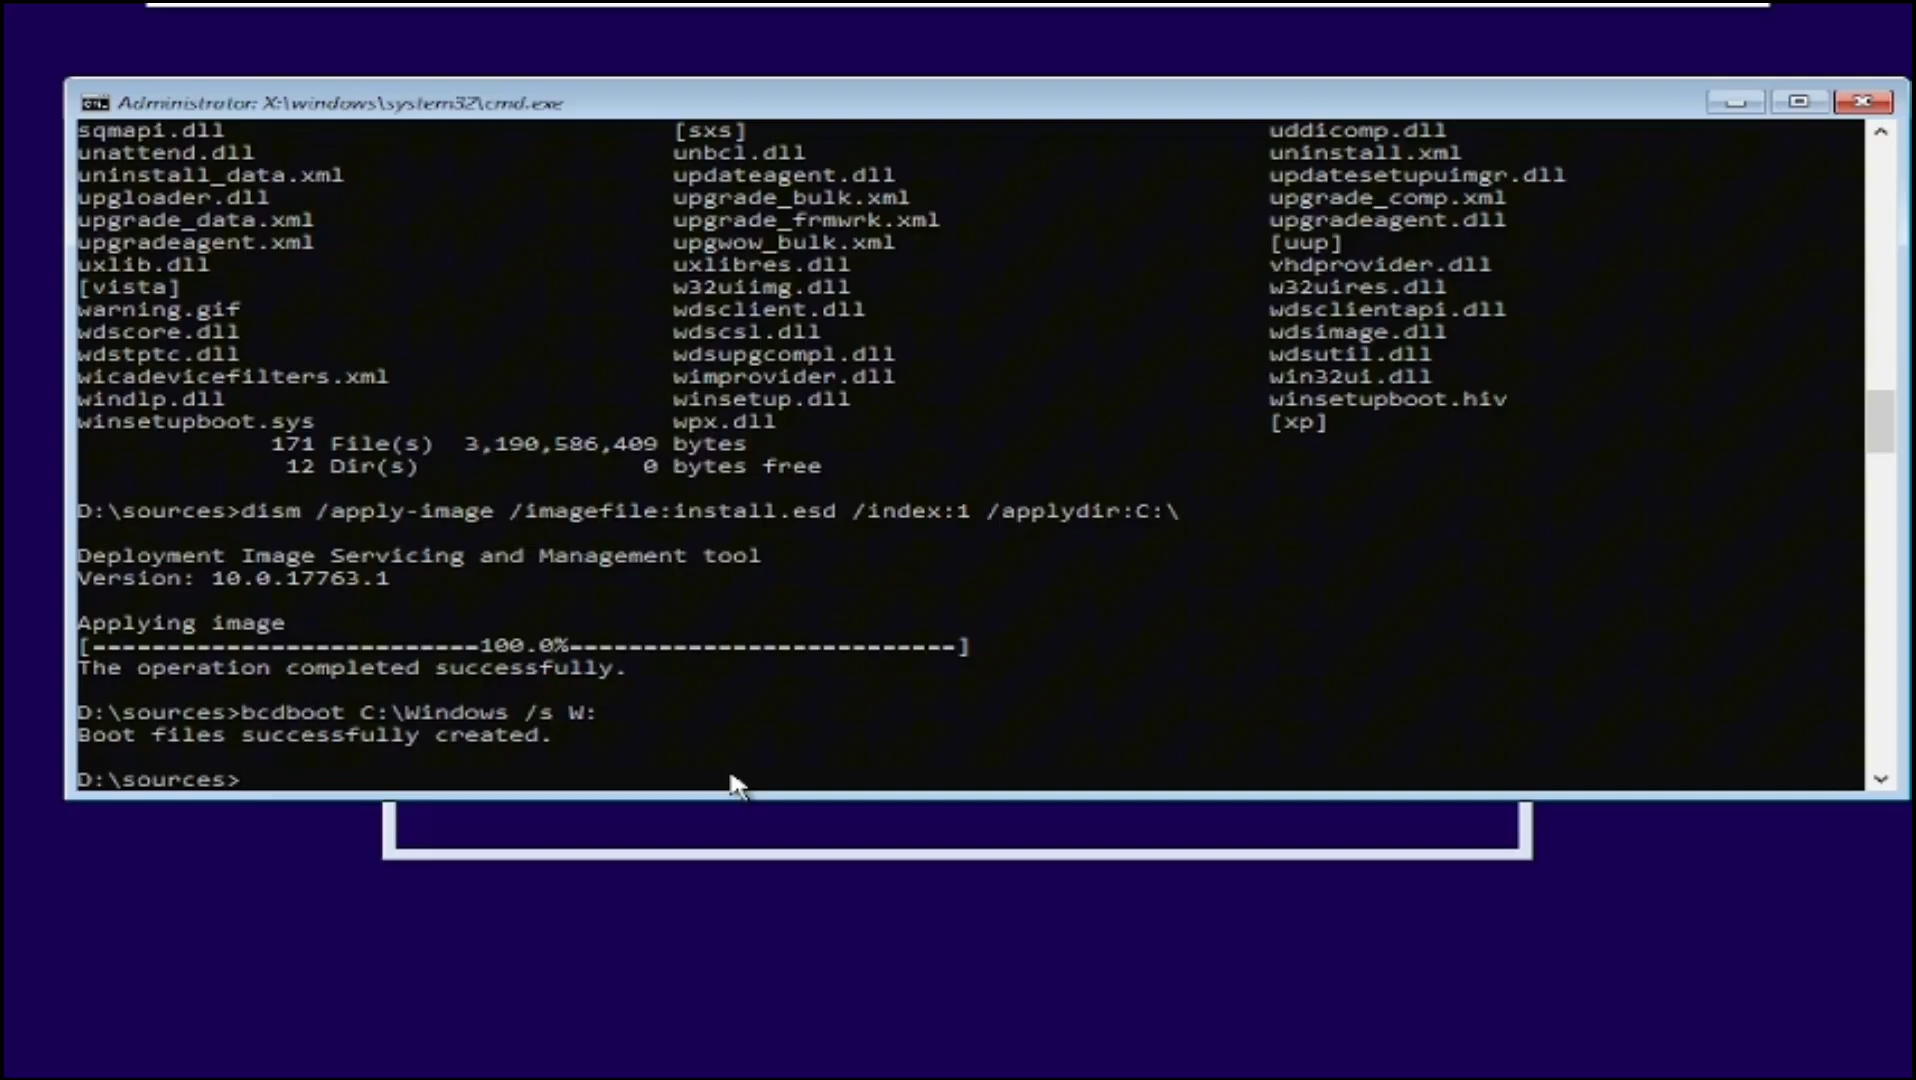 Administrator: X:\windows\system32\cmd.exe
sqmapi.dll [sxs] uddicomp.dll
unattend.dll unbcl.dll uninstall.xml
uninstall_data.xml updateagent.dll updatesetupuimgr.dll
upgloader.dll upgrade_bulk.xml upgrade_comp.xml
upgrade_data.xml upgrade_frmwrk.xml upgradeagent.dll
upgradeagent.xml upgwow_bulk.xml [uup]
uxlib.dll uxlibres.dll vhdprovider.dll
[vista] w32uiimg.dll w32uires.dll
warning.gif wdsclient.dll wdsclientapi.dll
wdscore.dll wdscsl.dll wdsimage.dll
wdstptc.dll wdsupgcompl.dll wdsutil.dll
wicadevicefilters.xml wimprovider.dll win32ui.dll
windlp.dll winsetup.dll winsetupboot.hiv
winsetupboot.sys wpx.dll [xp]
171 File(s) 3,190,586,409 bytes
12 Dir(s) 0 bytes free
D:\sources>dism /apply-image /imagefile:install.esd /index:1 /applydir:C:\
Deployment Image Servicing and Management tool
Version: 10.0.17763.1
Applying image
[--------------------------100.0%--------------------------]
The operation completed successfully.
D:\sources>bcdboot C:\Windows /s W:
Boot files successfully created.
D:\sources>